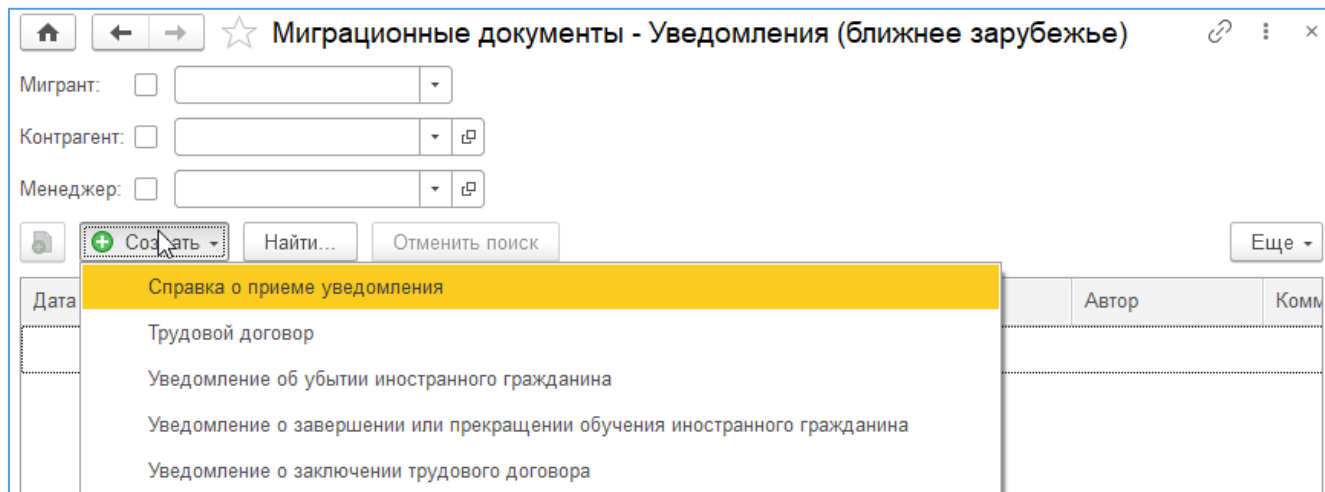 Миграционные документы - Уведомления (ближнее зарубежье)
Мигрант:
Контрагент:
Менеджер:
Создать Найти... Отменить поиск Еще
Дата Автор Комм
Справка о приеме уведомления
Трудовой договор
Уведомление об убытии иностранного гражданина
Уведомление о завершении или прекращении обучения иностранного гражданина
Уведомление о заключении трудового договора